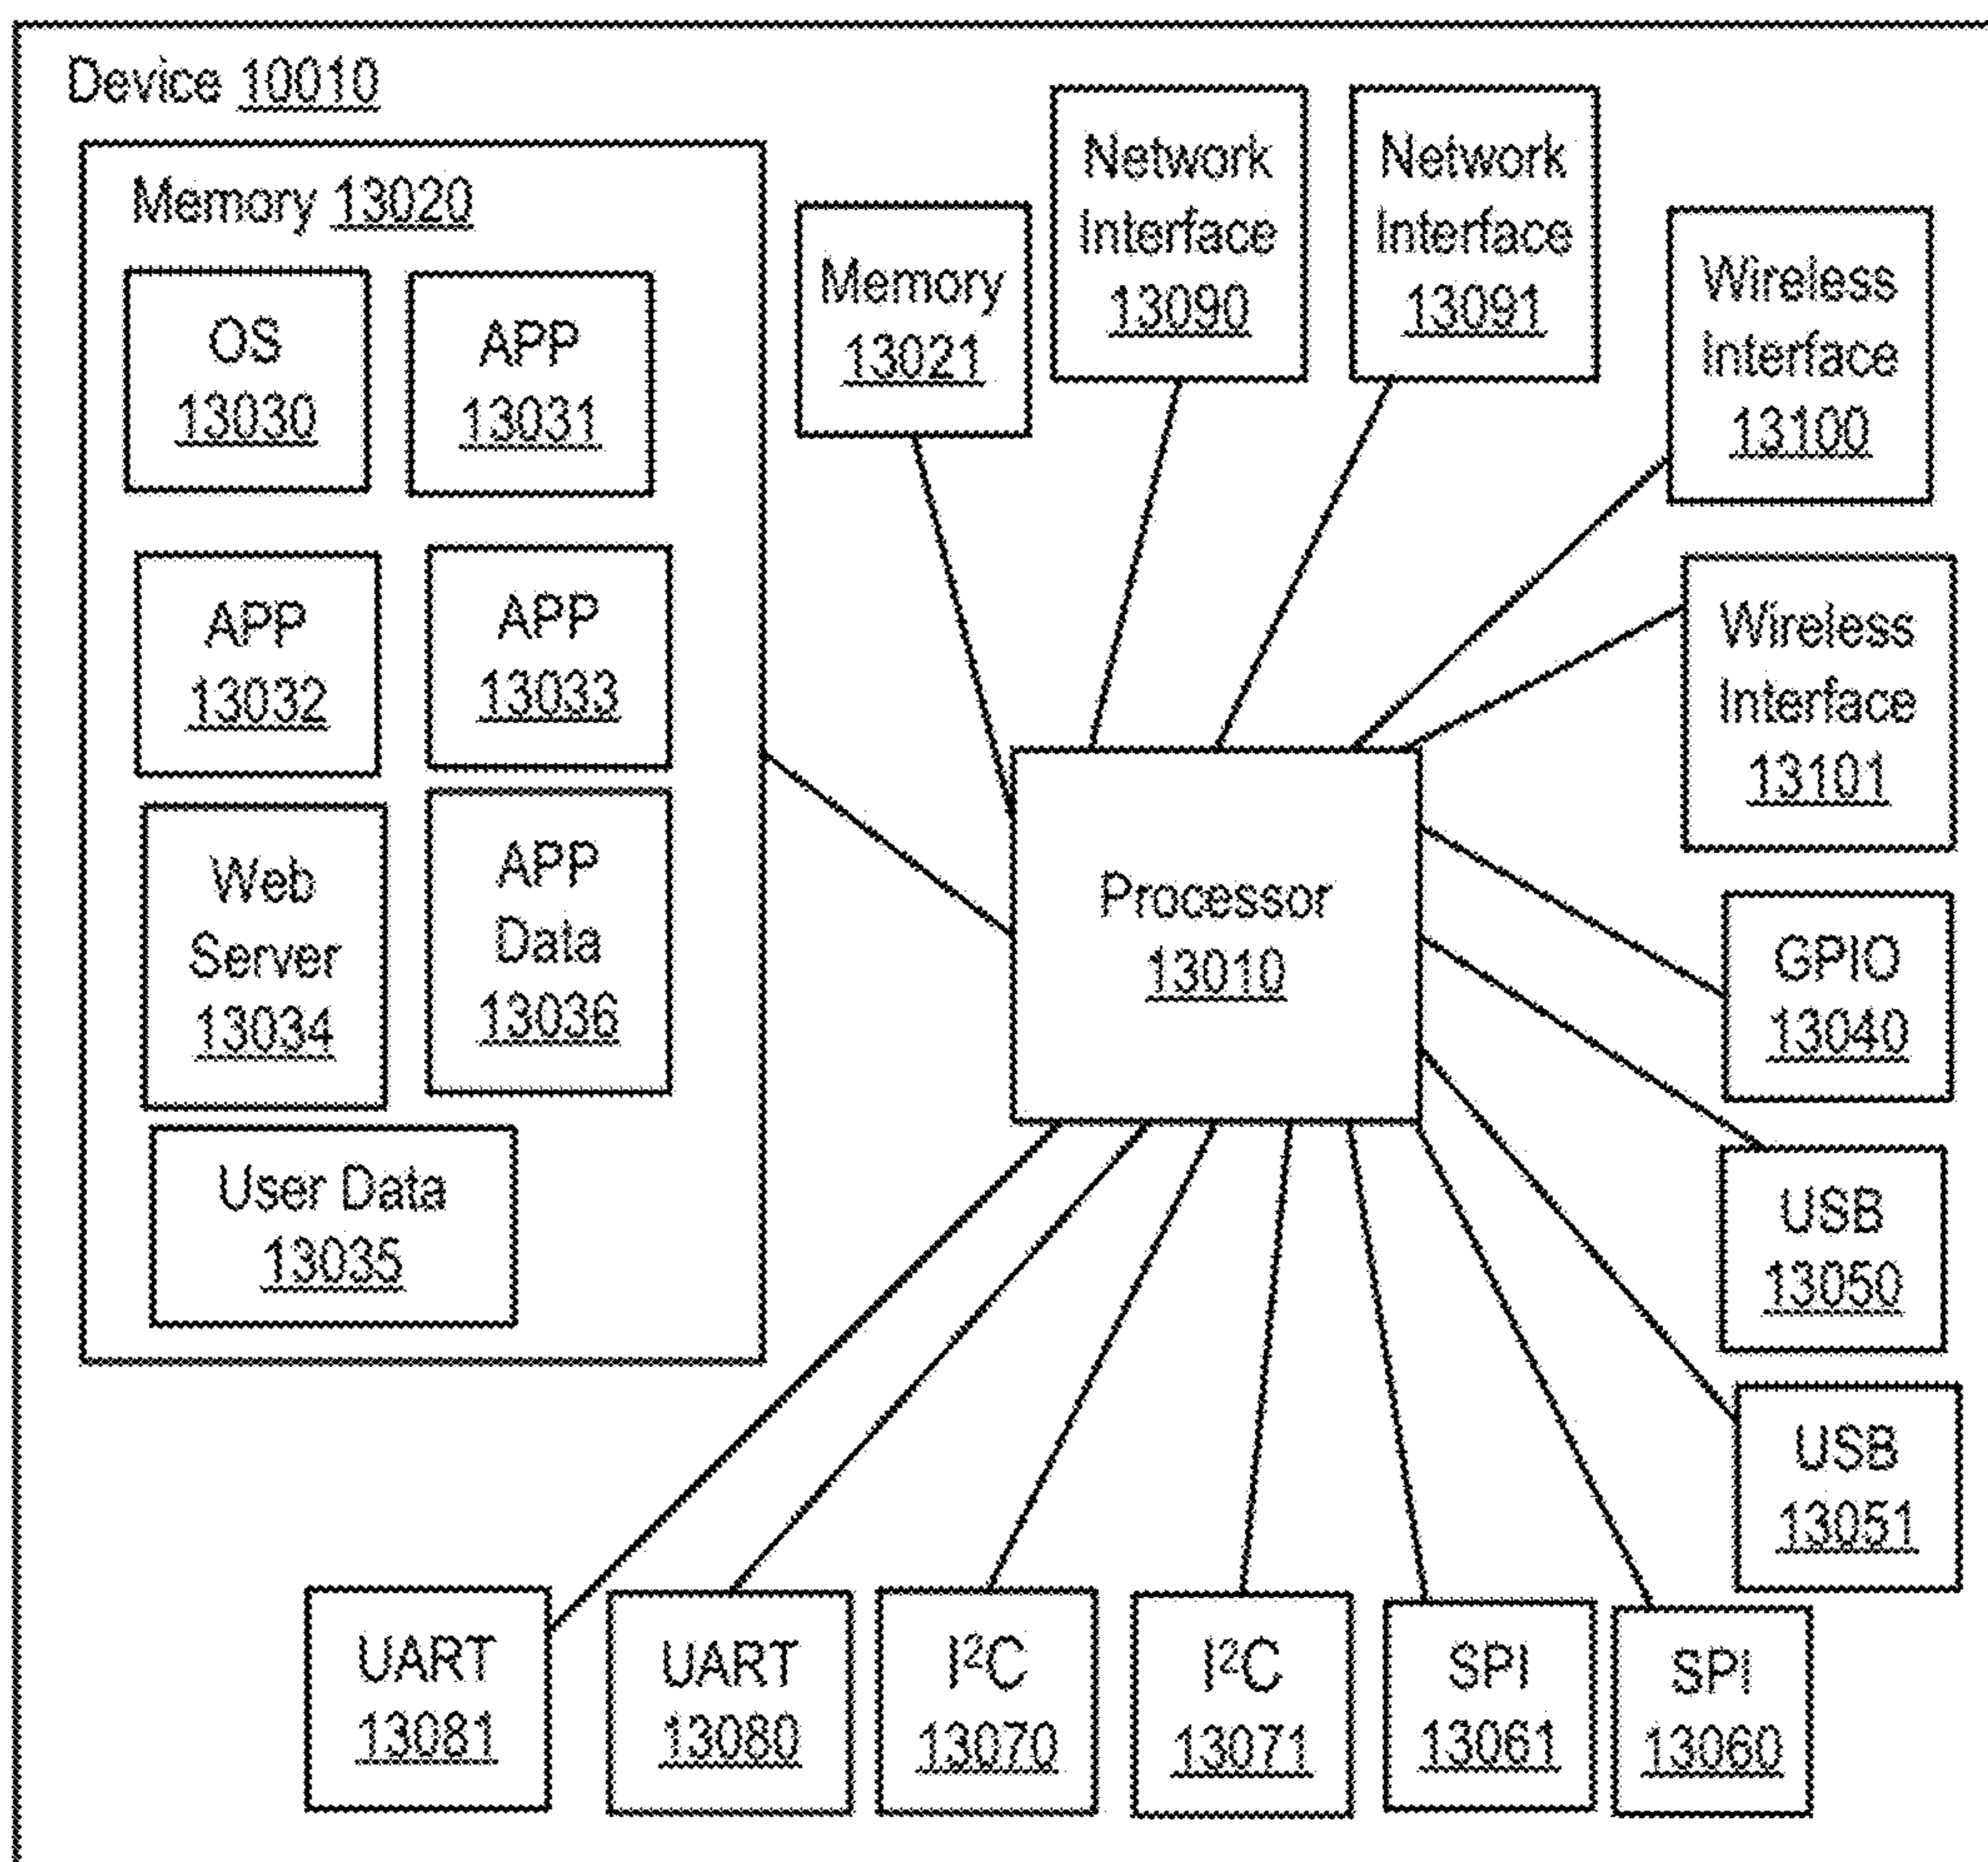 Device 10010
Memory 13020
OS
13030
APP
13031
APP
13032
APP
13033
Web
Server
13034
APP
Data
13036
User Data
13035
Memory
13021
Network
Interface
13090
Network
Interface
13091
Wireless
Interface
13100
Wireless
Interface
13101
Processor
13010
GPIO
13040
USB
13050
USB
13051
UART
13081
UART
13080
I²C
13070
I²C
13071
SPI
13061
SPI
13060